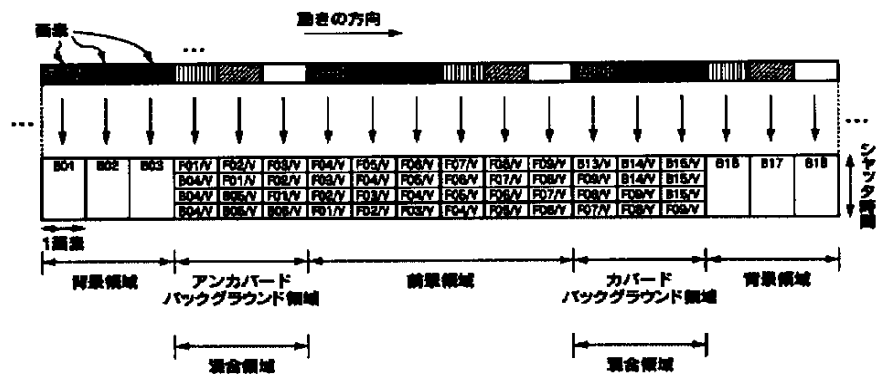 動きの方向
画素
...
... ...
B01 B02 B03 F01/V F02/V F03/V F04/V F05/V F06/V F07/V F08/V F09/V B13/V B14/V B15/V B16 B17 B18
B04/V F01/V F02/V F03/V F04/V F05/V F06/V F07/V F08/V F09/V B14/V B15/V
B04/V B05/V F01/V F02/V F03/V F04/V F05/V F06/V F07/V F08/V F09/V B15/V
B04/V B05/V B06/V F01/V F02/V F03/V F04/V F05/V F06/V F07/V F08/V F09/V
シャッタ時間
1画素
背景領域 アンカバード 前景領域 カバード 背景領域
バックグラウンド領域 バックグラウンド領域
混合領域 混合領域